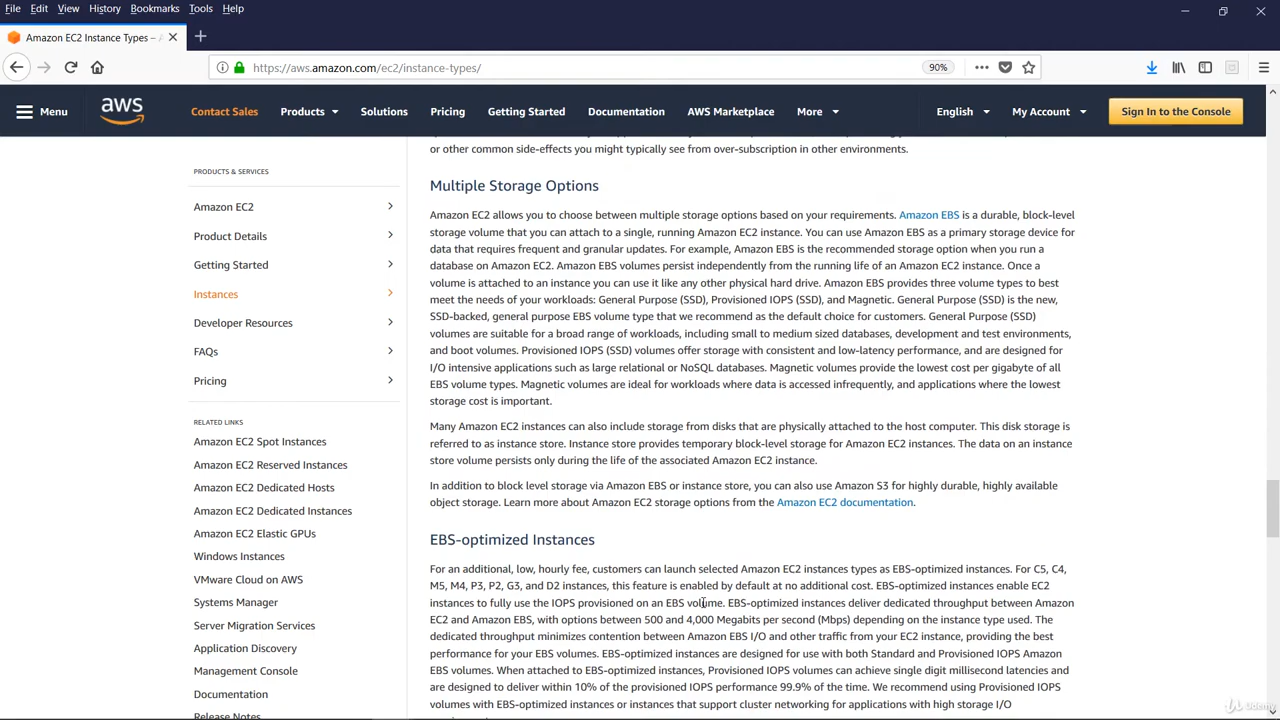 File Edit View History Bookmarks Tools Help
Amazon EC2 Instance Types –
https://aws.amazon.com/ec2/instance-types/
90%
Menu
aws
Contact Sales Products Solutions Pricing Getting Started Documentation AWS Marketplace More English My Account Sign In to the Console
or other common side-effects you might typically see from over-subscription in other environments.
PRODUCTS & SERVICES
Amazon EC2
Product Details
Getting Started
Instances
Developer Resources
FAQs
Pricing
RELATED LINKS
Amazon EC2 Spot Instances
Amazon EC2 Reserved Instances
Amazon EC2 Dedicated Hosts
Amazon EC2 Dedicated Instances
Amazon EC2 Elastic GPUs
Windows Instances
VMware Cloud on AWS
Systems Manager
Server Migration Services
Application Discovery
Management Console
Documentation
Release Notes
Multiple Storage Options
Amazon EC2 allows you to choose between multiple storage options based on your requirements. Amazon EBS is a durable, block-level
storage volume that you can attach to a single, running Amazon EC2 instance. You can use Amazon EBS as a primary storage device for
data that requires frequent and granular updates. For example, Amazon EBS is the recommended storage option when you run a
database on Amazon EC2. Amazon EBS volumes persist independently from the running life of an Amazon EC2 instance. Once a
volume is attached to an instance you can use it like any other physical hard drive. Amazon EBS provides three volume types to best
meet the needs of your workloads: General Purpose (SSD), Provisioned IOPS (SSD), and Magnetic. General Purpose (SSD) is the new,
SSD-backed, general purpose EBS volume type that we recommend as the default choice for customers. General Purpose (SSD)
volumes are suitable for a broad range of workloads, including small to medium sized databases, development and test environments,
and boot volumes. Provisioned IOPS (SSD) volumes offer storage with consistent and low-latency performance, and are designed for
I/O intensive applications such as large relational or NoSQL databases. Magnetic volumes provide the lowest cost per gigabyte of all
EBS volume types. Magnetic volumes are ideal for workloads where data is accessed infrequently, and applications where the lowest
storage cost is important.
Many Amazon EC2 instances can also include storage from disks that are physically attached to the host computer. This disk storage is
referred to as instance store. Instance store provides temporary block-level storage for Amazon EC2 instances. The data on an instance
store volume persists only during the life of the associated Amazon EC2 instance.
In addition to block level storage via Amazon EBS or instance store, you can also use Amazon S3 for highly durable, highly available
object storage. Learn more about Amazon EC2 storage options from the Amazon EC2 documentation.
EBS-optimized Instances
For an additional, low, hourly fee, customers can launch selected Amazon EC2 instances types as EBS-optimized instances. For C5, C4,
M5, M4, P3, P2, G3, and D2 instances, this feature is enabled by default at no additional cost. EBS-optimized instances enable EC2
instances to fully use the IOPS provisioned on an EBS volume. EBS-optimized instances deliver dedicated throughput between Amazon
EC2 and Amazon EBS, with options between 500 and 4,000 Megabits per second (Mbps) depending on the instance type used. The
dedicated throughput minimizes contention between Amazon EBS I/O and other traffic from your EC2 instance, providing the best
performance for your EBS volumes. EBS-optimized instances are designed for use with both Standard and Provisioned IOPS Amazon
EBS volumes. When attached to EBS-optimized instances, Provisioned IOPS volumes can achieve single digit millisecond latencies and
are designed to deliver within 10% of the provisioned IOPS performance 99.9% of the time. We recommend using Provisioned IOPS
volumes with EBS-optimized instances or instances that support cluster networking for applications with high storage I/O
Udemy